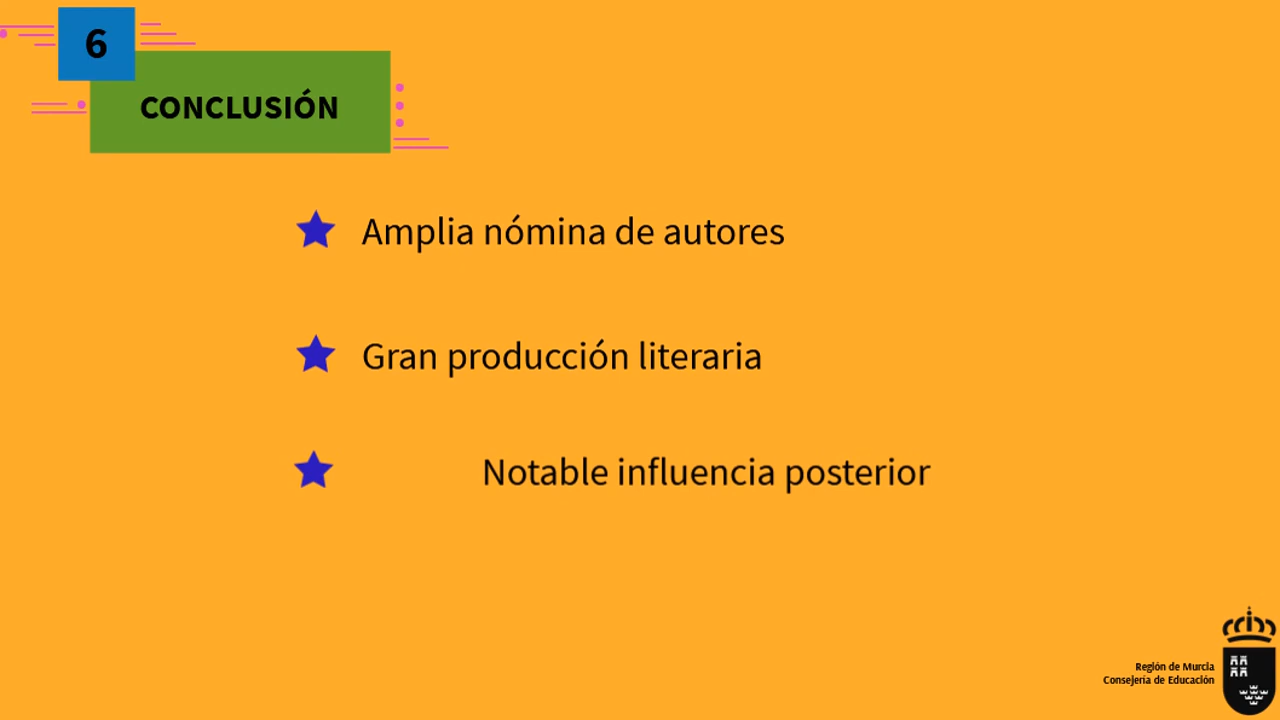 6
CONCLUSIÓN
Amplia nómina de autores
Gran producción literaria
Notable influencia posterior
Región de Murcia
Consejería de Educación